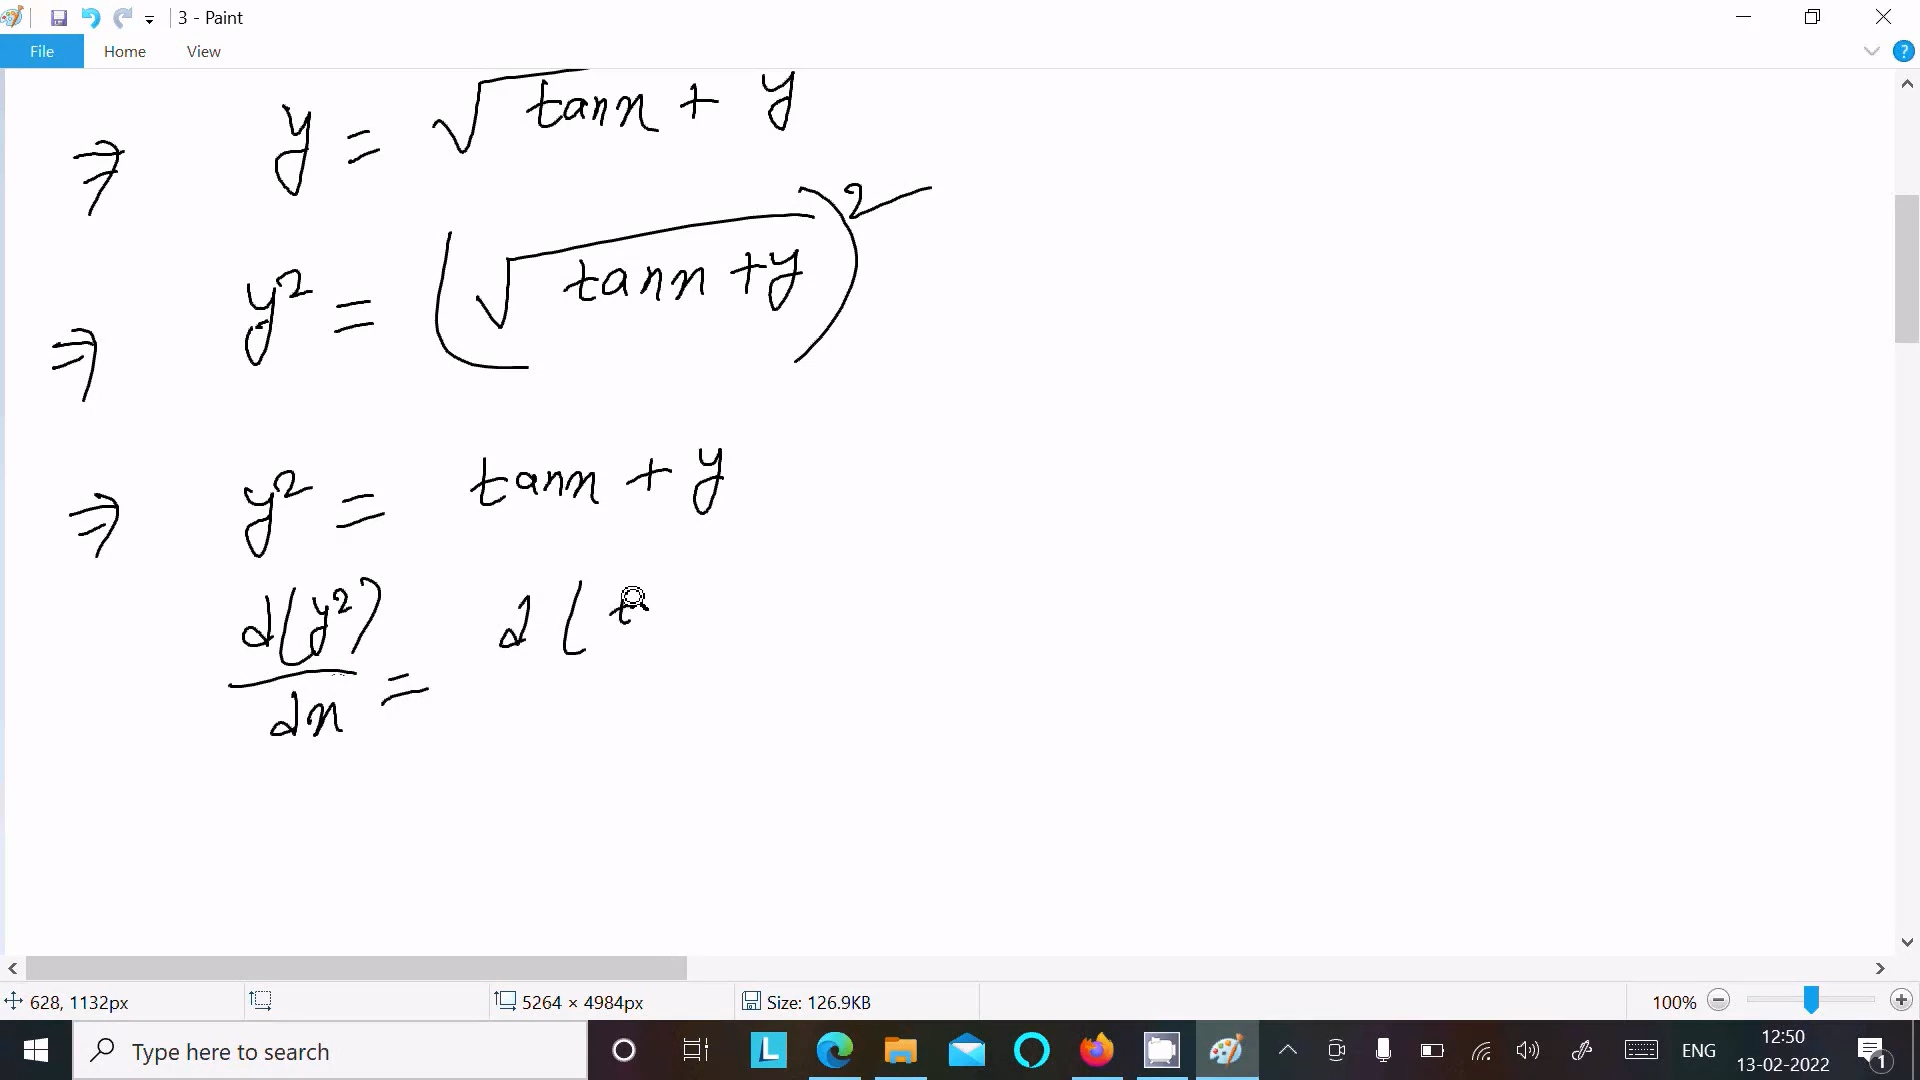 3 - Paint
File Home View
⇒ y = √tanx + y
⇒ y² = (√tanx + y)²
⇒ y² = tanx + y
d(y²)/dx = d(t
628, 1132px 5264 × 4984px Size: 126.9KB 100%
Type here to search L ENG 12:50
13-02-2022 1